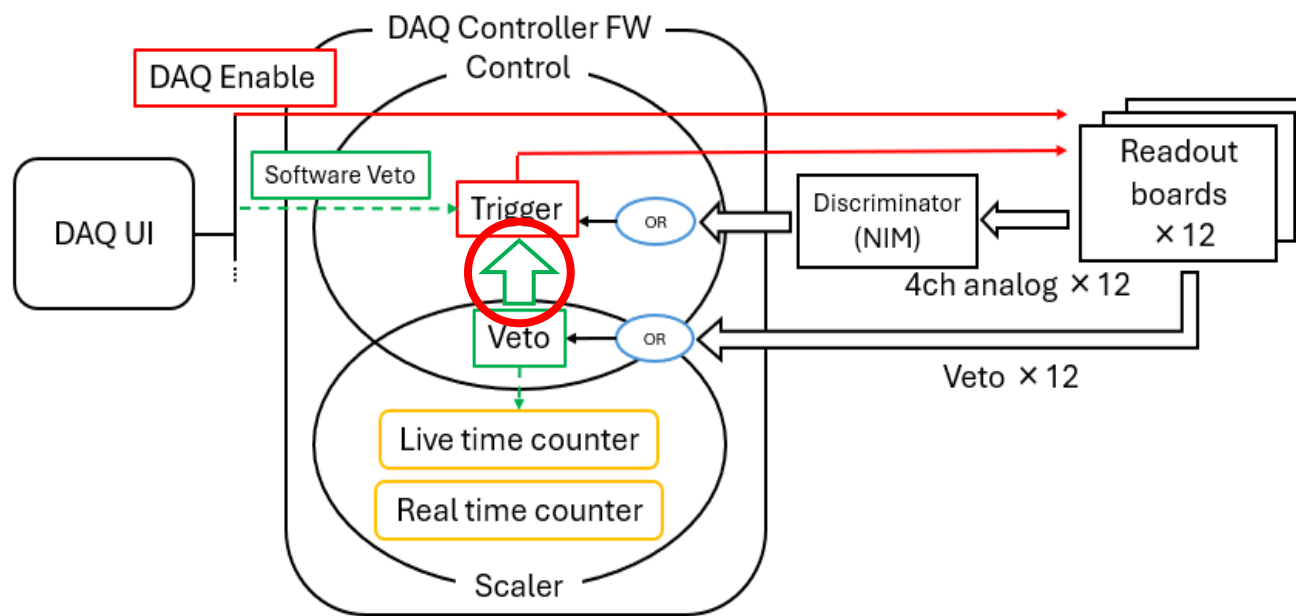 DAQ Controller FW
Control
DAQ Enable
Software Veto
DAQ UI
Trigger
OR
Discriminator
(NIM)
Readout
boards
×12
4ch analog ×12
Veto
OR
Veto ×12
Live time counter
Real time counter
Scaler